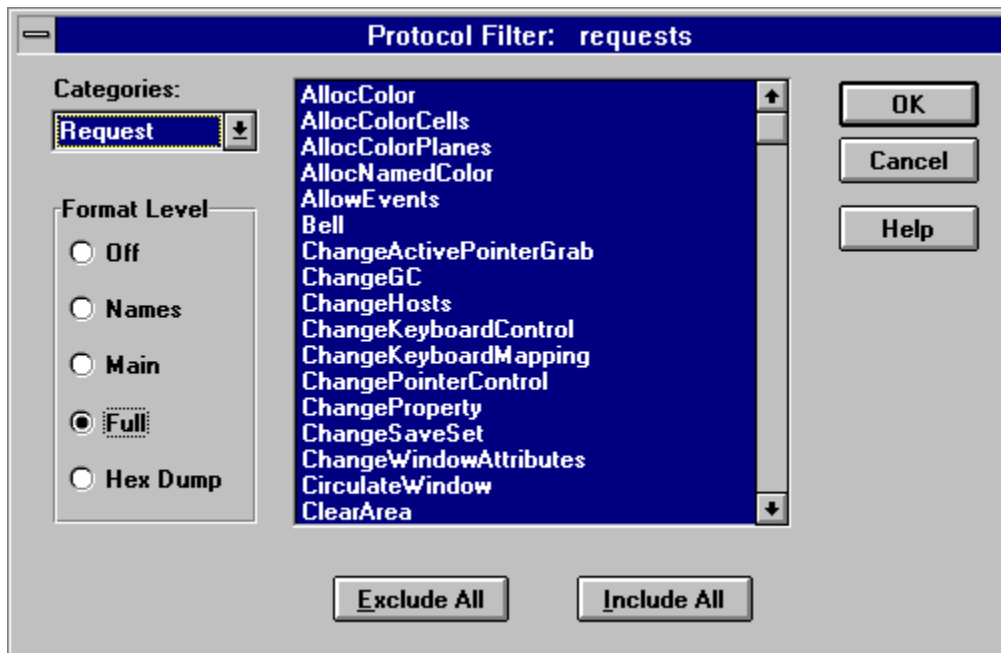 Protocol Filter: requests
Categories:
Request
Format Level
Off
Names
Main
Full
Hex Dump
AllocColor
AllocColorCells
AllocColorPlanes
AllocNamedColor
AllowEvents
Bell
ChangeActivePointerGrab
ChangeGC
ChangeHosts
ChangeKeyboardControl
ChangeKeyboardMapping
ChangePointerControl
ChangeProperty
ChangeSaveSet
ChangeWindowAttributes
CirculateWindow
ClearArea
OK
Cancel
Help
Exclude All
Include All